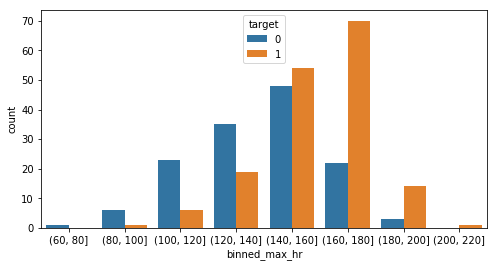 target
0
1
count
70
60
50
40
30
20
10
0
(60, 80] (80, 100] (100, 120] (120, 140] (140, 160] (160, 180] (180, 200] (200, 220]
binned_max_hr